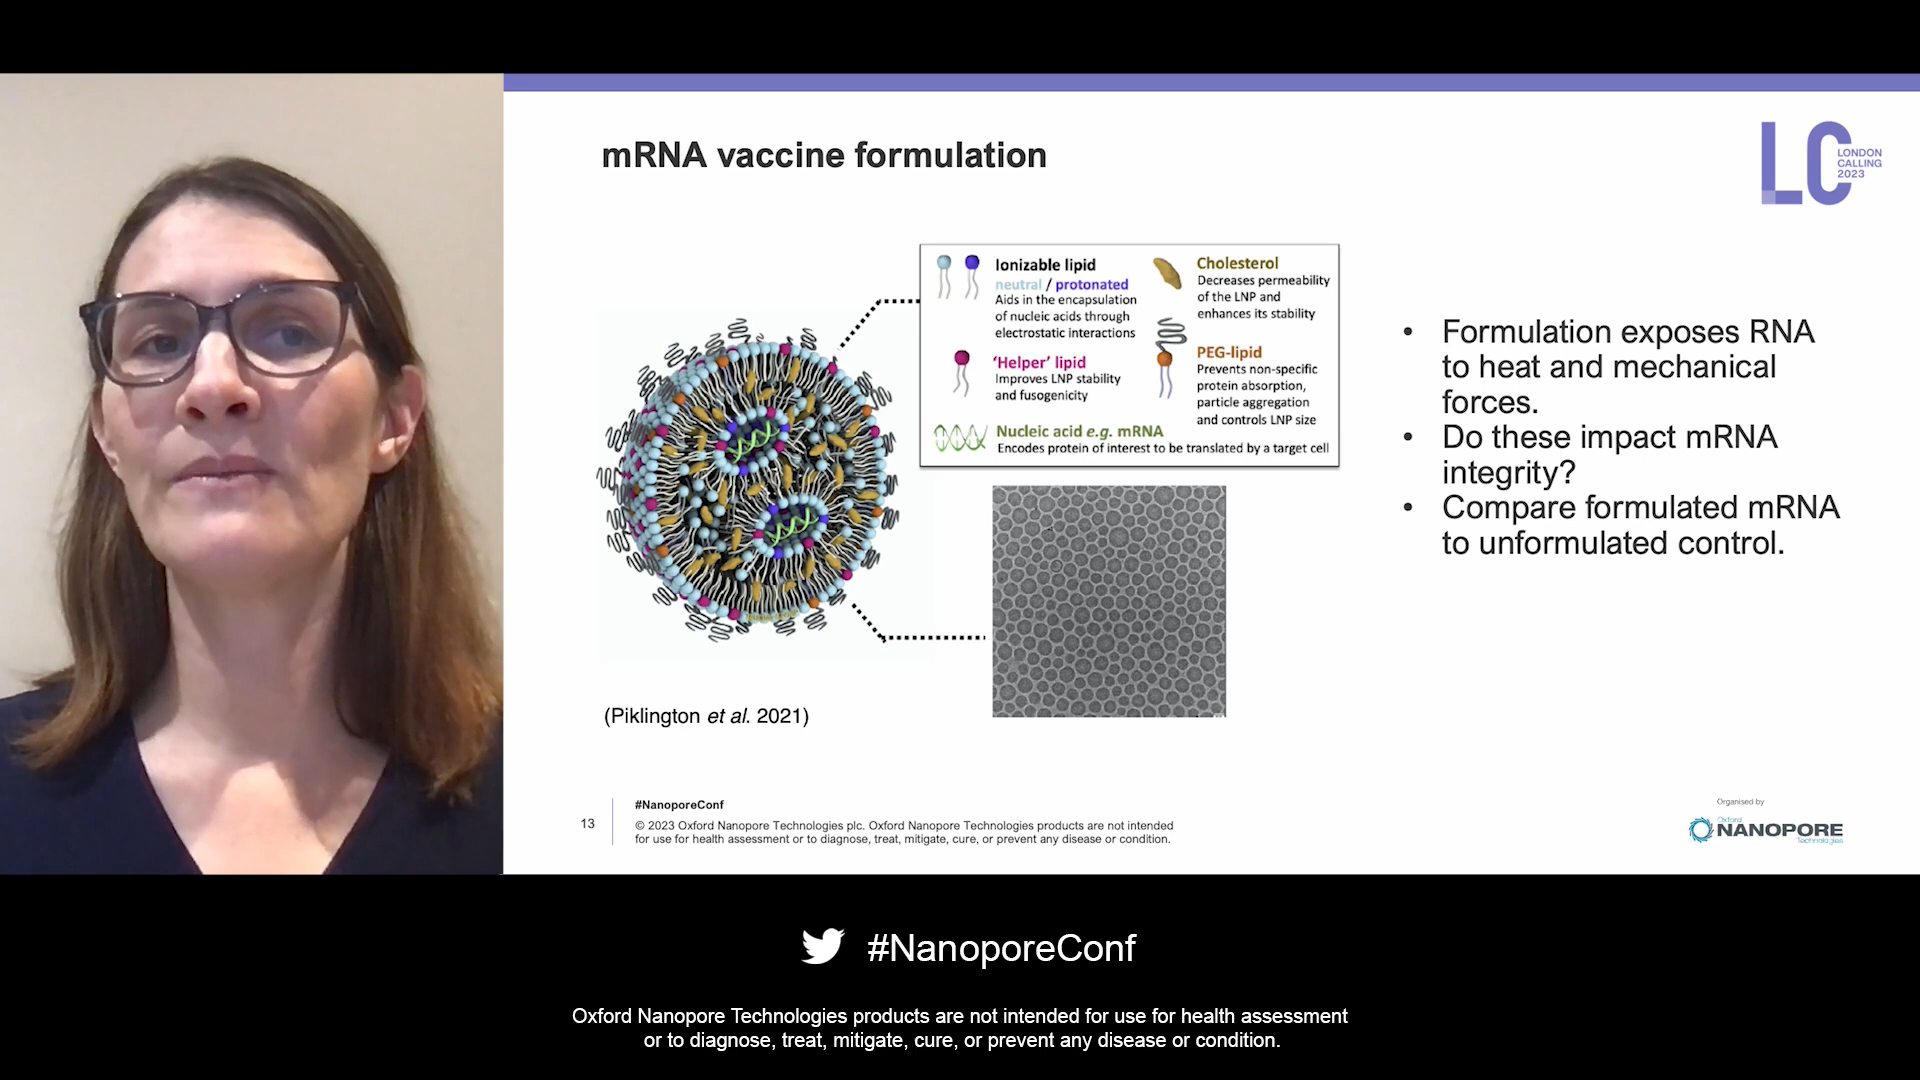 mRNA vaccine formulation
LC
LONDON
CALLING
2023
Ionizable lipid
neutral / protonated
Aids in the encapsulation
of nucleic acids through
electrostatic interactions
'Helper' lipid
Improves LNP stability
and fusogenicity
Cholesterol
Decreases permeability
of the LNP and
enhances its stability
PEG-lipid
Prevents non-specific
protein absorption,
particle aggregation
and controls LNP size
Nucleic acid e.g. mRNA
Encodes protein of interest to be translated by a target cell
• Formulation exposes RNA
to heat and mechanical
forces.
• Do these impact mRNA
integrity?
• Compare formulated mRNA
to unformulated control.
(Piklington et al. 2021)
13
#NanoporeConf
© 2023 Oxford Nanopore Technologies plc. Oxford Nanopore Technologies products are not intended
for use for health assessment or to diagnose, treat, mitigate, cure, or prevent any disease or condition.
Organised by
Oxford
NANOPORE
Technologies
#NanoporeConf
Oxford Nanopore Technologies products are not intended for use for health assessment
or to diagnose, treat, mitigate, cure, or prevent any disease or condition.